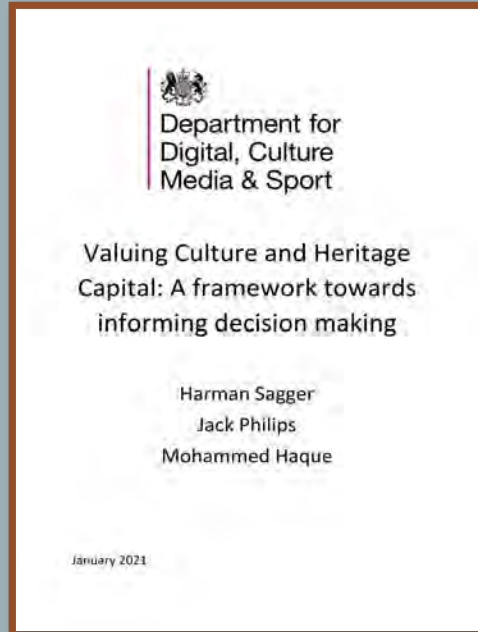 Department for
Digital, Culture
Media & Sport
Valuing Culture and Heritage
Capital: A framework towards
informing decision making
Harman Sagger
Jack Philips
Mohammed Haque
January 2021